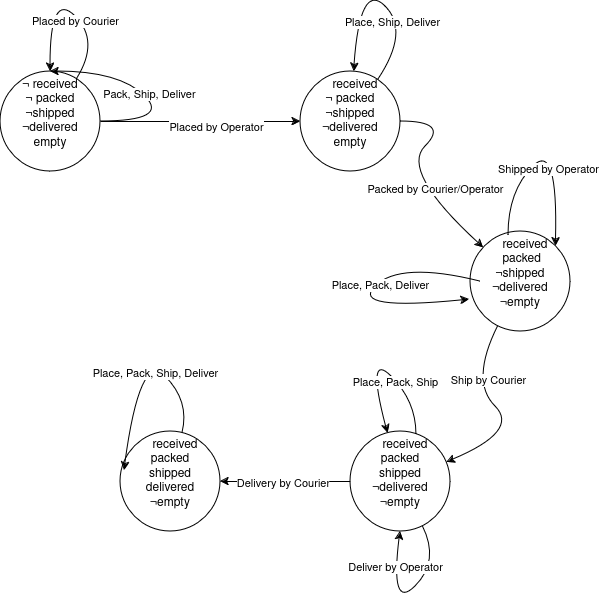 Placed by Courier
¬ received
¬ packed
¬shipped
¬delivered
empty
Pack, Ship, Deliver
Placed by Operator
Place, Ship, Deliver
received
¬ packed
¬shipped
¬delivered
empty
Packed by Courier/Operator
Shipped by Operator
received
packed
¬shipped
¬delivered
¬empty
Place, Pack, Deliver
Ship by Courier
Place, Pack, Ship
received
packed
shipped
¬delivered
¬empty
Deliver by Operator
Delivery by Courier
Place, Pack, Ship, Deliver
received
packed
shipped
delivered
¬empty